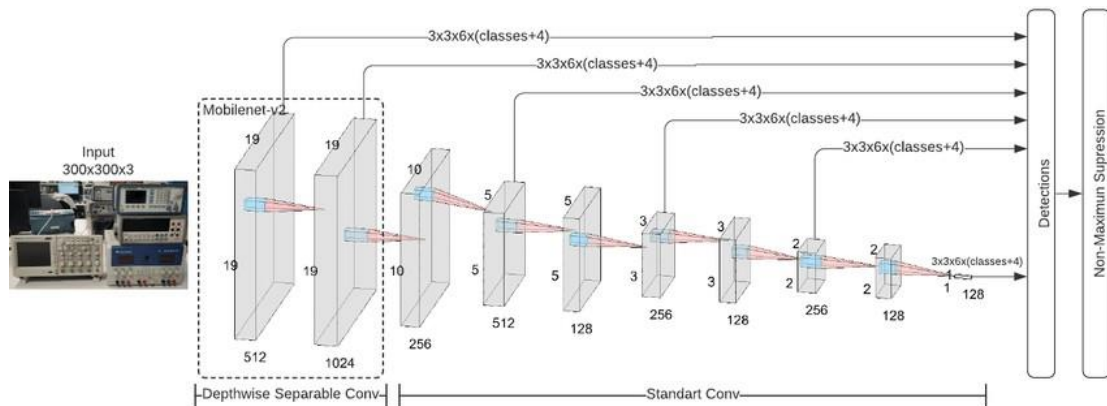 3x3x6x(classes+4)
3x3x6x(classes+4)
3x3x6x(classes+4)
3x3x6x(classes+4)
3x3x6x(classes+4)
Mobilenet-v2
Input
300x300x3
19
19
19
19
512
1024
10
10
256
5
5
512
5
5
128
3
3
256
3
3
128
2
2
256
2
2
128
3x3x6x(classes+4)
1
1
128
Detections
Non-Maximun Supression
Depthwise Separable Conv
Standart Conv